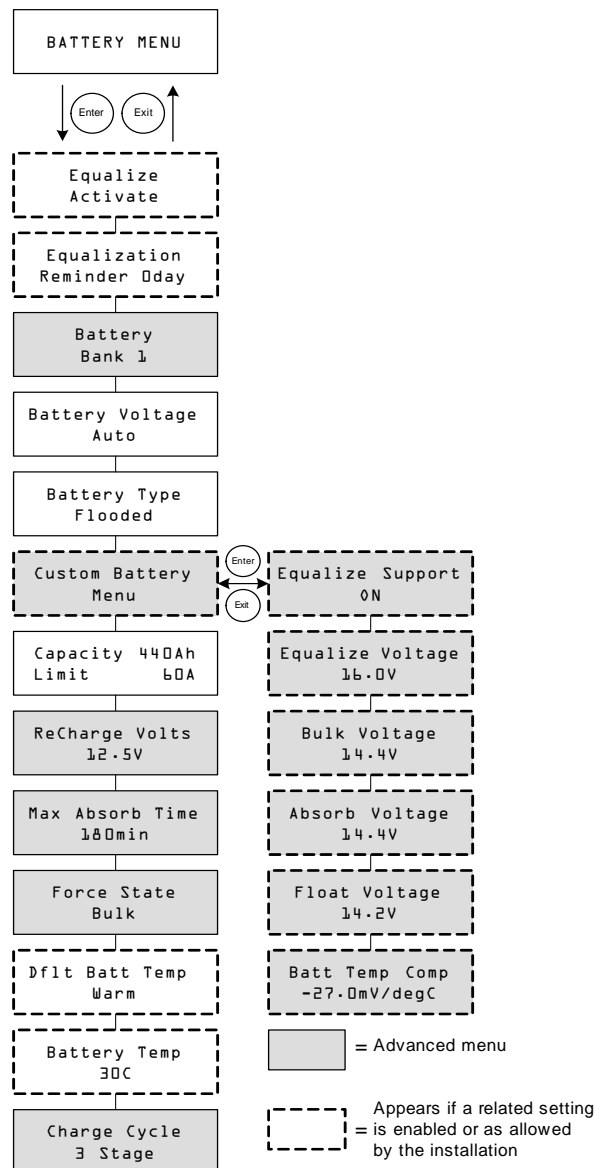 BATTERY MENU
Enter
Exit
Equalize
Activate
Equalization
Reminder 0day
Battery
Bank 1
Battery Voltage
Auto
Battery Type
Flooded
Custom Battery
Menu
Enter
Exit
Equalize Support
ON
Capacity 440Ah
Limit 60A
Equalize Voltage
16.0V
ReCharge Volts
12.5V
Bulk Voltage
14.4V
Max Absorb Time
180min
Absorb Voltage
14.4V
Force State
Bulk
Float Voltage
14.2V
Dflt Batt Temp
Warm
Batt Temp Comp
-27.0mV/degC
Battery Temp
30C
Charge Cycle
3 Stage
= Advanced menu
Appears if a related setting
= is enabled or as allowed
by the installation